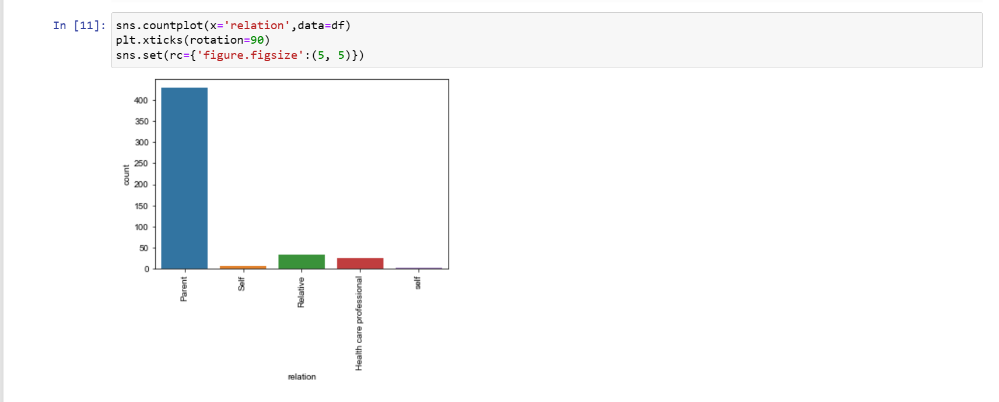 In [11]:
sns.countplot(x='relation',data=df)
plt.xticks(rotation=90)
sns.set(rc={'figure.figsize':(5, 5)})
400
350
300
250
200
150
100
50
0
count
Parent
Self
Relative
Health care professional
self
relation